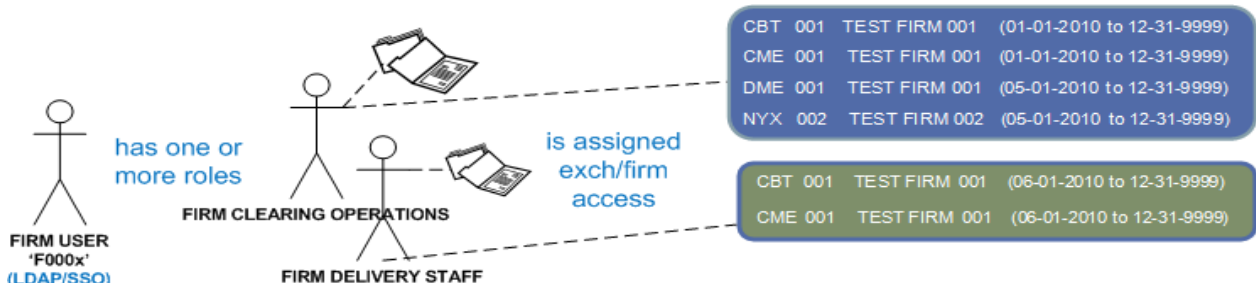 has one or
more roles
FIRM USER
'F000x'
(LDAP/SSO)
FIRM CLEARING OPERATIONS
FIRM DELIVERY STAFF
is assigned
exch/firm
access
CBT 001 TEST FIRM 001 (01-01-2010 to 12-31-9999)
CME 001 TEST FIRM 001 (01-01-2010 to 12-31-9999)
DME 001 TEST FIRM 001 (05-01-2010 to 12-31-9999)
NYX 002 TEST FIRM 002 (05-01-2010 to 12-31-9999)
CBT 001 TEST FIRM 001 (06-01-2010 to 12-31-9999)
CME 001 TEST FIRM 001 (06-01-2010 to 12-31-9999)